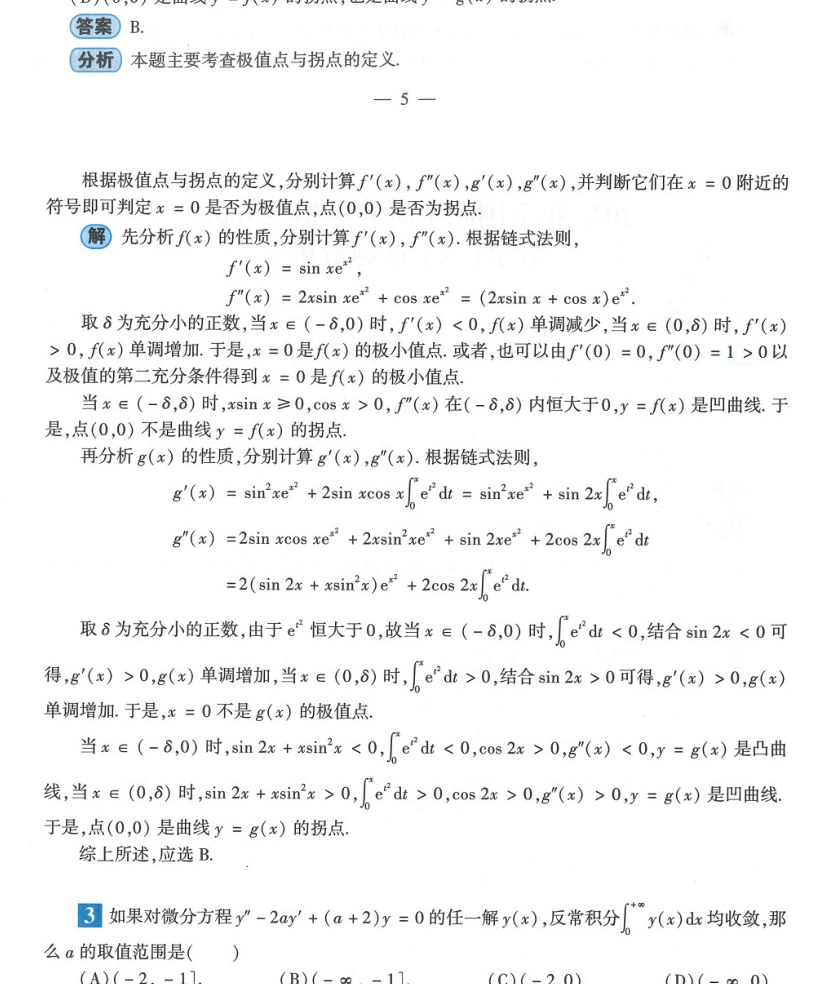 (D)(0,0) 是曲线 y = f(x) 的拐点,也是曲线 y = g(x) 的拐点.
答案 B.
分析 本题主要考查极值点与拐点的定义.
— 5 —
根据极值点与拐点的定义,分别计算f′(x),f″(x),g′(x),g″(x),并判断它们在 x = 0 附近的
符号即可判定 x = 0 是否为极值点,点(0,0) 是否为拐点.
解 先分析f(x) 的性质,分别计算f′(x),f″(x). 根据链式法则,
f′(x) = sin xe^{x²},
f″(x) = 2xsin xe^{x²} + cos xe^{x²} = (2xsin x + cos x)e^{x²}.
取 δ 为充分小的正数,当 x ∈ (-δ,0) 时,f′(x) < 0,f(x) 单调减少,当 x ∈ (0,δ) 时,f′(x)
> 0,f(x) 单调增加. 于是,x = 0 是f(x) 的极小值点. 或者,也可以由f′(0) = 0,f″(0) = 1 > 0 以
及极值的第二充分条件得到 x = 0 是f(x) 的极小值点.
当 x ∈ (-δ,δ) 时,xsin x ≥ 0,cos x > 0,f″(x) 在(-δ,δ) 内恒大于0,y = f(x) 是凹曲线. 于
是,点(0,0) 不是曲线 y = f(x) 的拐点.
再分析 g(x) 的性质,分别计算 g′(x),g″(x). 根据链式法则,
g′(x) = sin²xe^{x²} + 2sin xcos x∫₀ˣe^{t²}dt = sin²xe^{x²} + sin 2x∫₀ˣe^{t²}dt,
g″(x) =2sin xcos xe^{x²} + 2xsin²xe^{x²} + sin 2xe^{x²} + 2cos 2x∫₀ˣe^{t²}dt
=2(sin 2x + xsin²x)e^{x²} + 2cos 2x∫₀ˣe^{t²}dt.
取 δ 为充分小的正数,由于 e^{t²} 恒大于0,故当 x ∈ (-δ,0) 时,∫₀ˣe^{t²}dt < 0,结合 sin 2x < 0 可
得,g′(x) > 0,g(x) 单调增加,当 x ∈ (0,δ) 时,∫₀ˣe^{t²}dt > 0,结合 sin 2x > 0 可得,g′(x) > 0,g(x)
单调增加. 于是,x = 0 不是 g(x) 的极值点.
当 x ∈ (-δ,0) 时,sin 2x + xsin²x < 0,∫₀ˣe^{t²}dt < 0,cos 2x > 0,g″(x) < 0,y = g(x) 是凸曲
线,当 x ∈ (0,δ) 时,sin 2x + xsin²x > 0,∫₀ˣe^{t²}dt > 0,cos 2x > 0,g″(x) > 0,y = g(x) 是凹曲线.
于是,点(0,0) 是曲线 y = g(x) 的拐点.
综上所述,应选 B.
3 如果对微分方程 y″ - 2ay′ + (a + 2)y = 0 的任一解 y(x),反常积分∫₀^{+∞}y(x)dx 均收敛,那
么 a 的取值范围是( )
(A)(-2, -1]. (B)(-∞, -1]. (C)(-2,0) (D)(-∞,0)